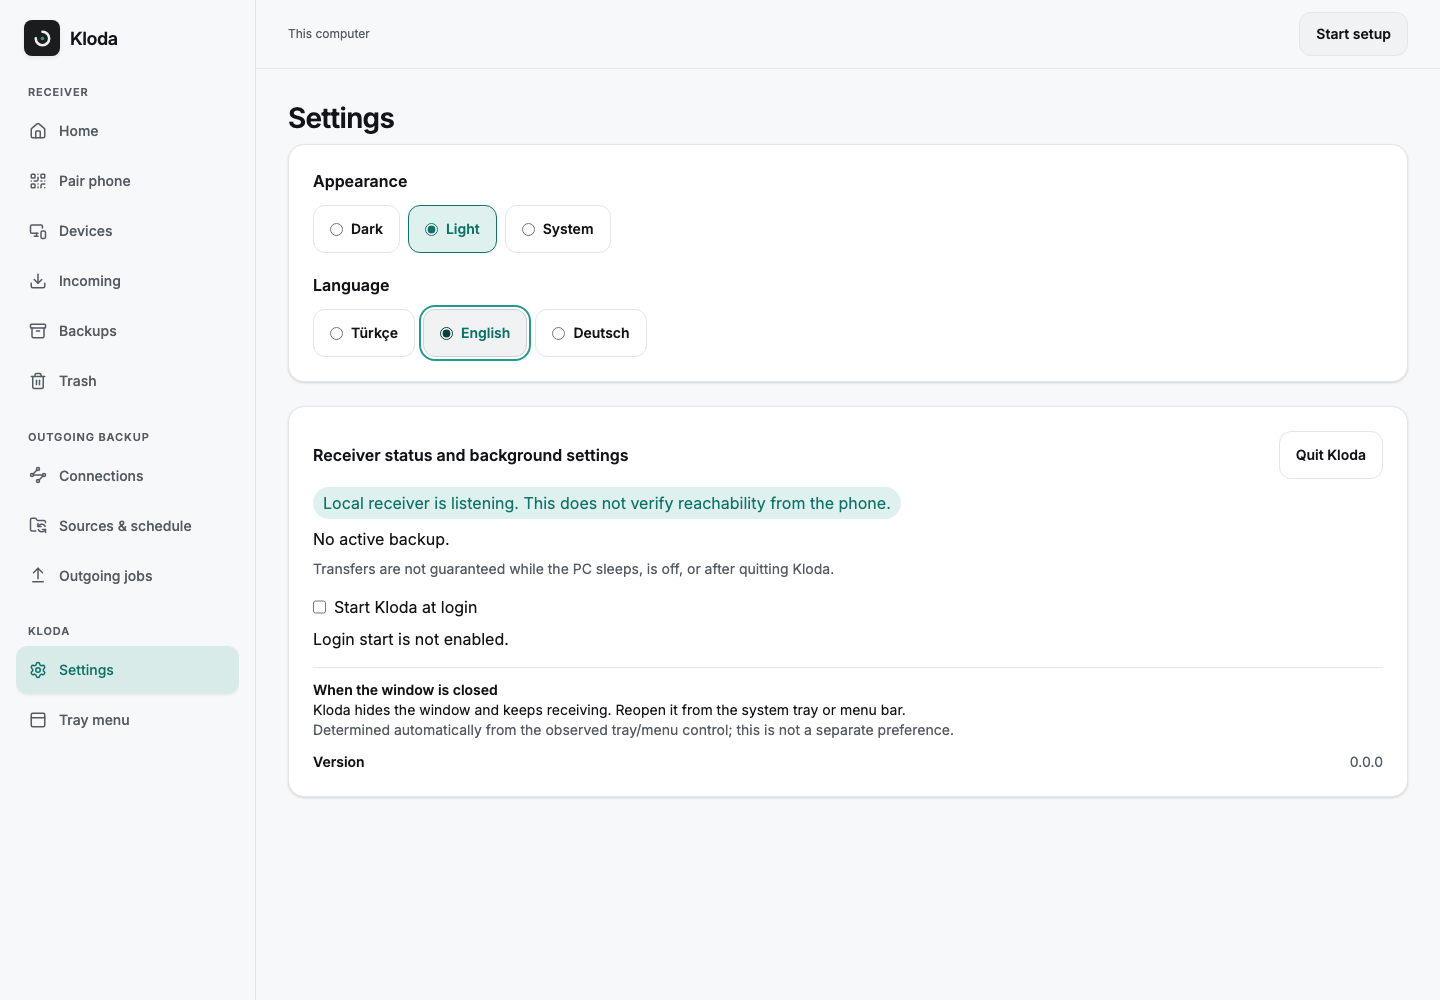 Kloda
RECEIVER
Home
Pair phone
Devices
Incoming
Backups
Trash
OUTGOING BACKUP
Connections
Sources & schedule
Outgoing jobs
KLODA
Settings
Tray menu
This computer
Start setup
Settings
Appearance
Dark
Light
System
Language
Türkçe
English
Deutsch
Receiver status and background settings
Quit Kloda
Local receiver is listening. This does not verify reachability from the phone.
No active backup.
Transfers are not guaranteed while the PC sleeps, is off, or after quitting Kloda.
Start Kloda at login
Login start is not enabled.
When the window is closed
Kloda hides the window and keeps receiving. Reopen it from the system tray or menu bar.
Determined automatically from the observed tray/menu control; this is not a separate preference.
Version
0.0.0